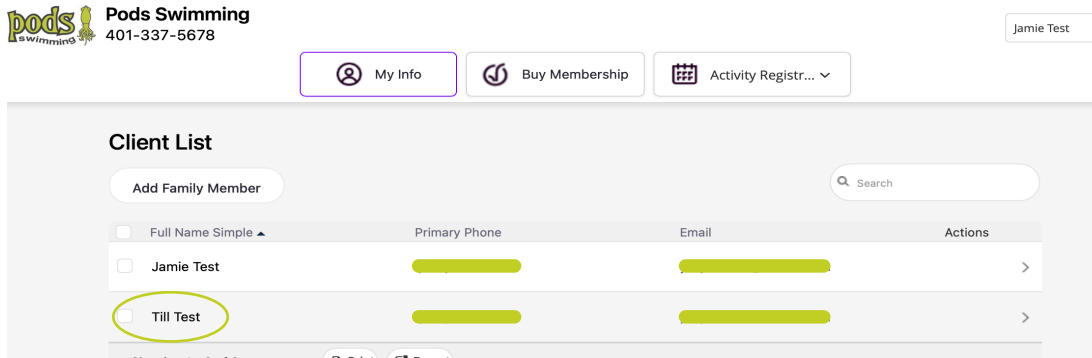 pods
swimming
Pods Swimming
401-337-5678
Jamie Test
My Info
Buy Membership
Activity Registr...
Client List
Add Family Member
Search
Full Name Simple
Primary Phone
Email
Actions
Jamie Test
Till Test